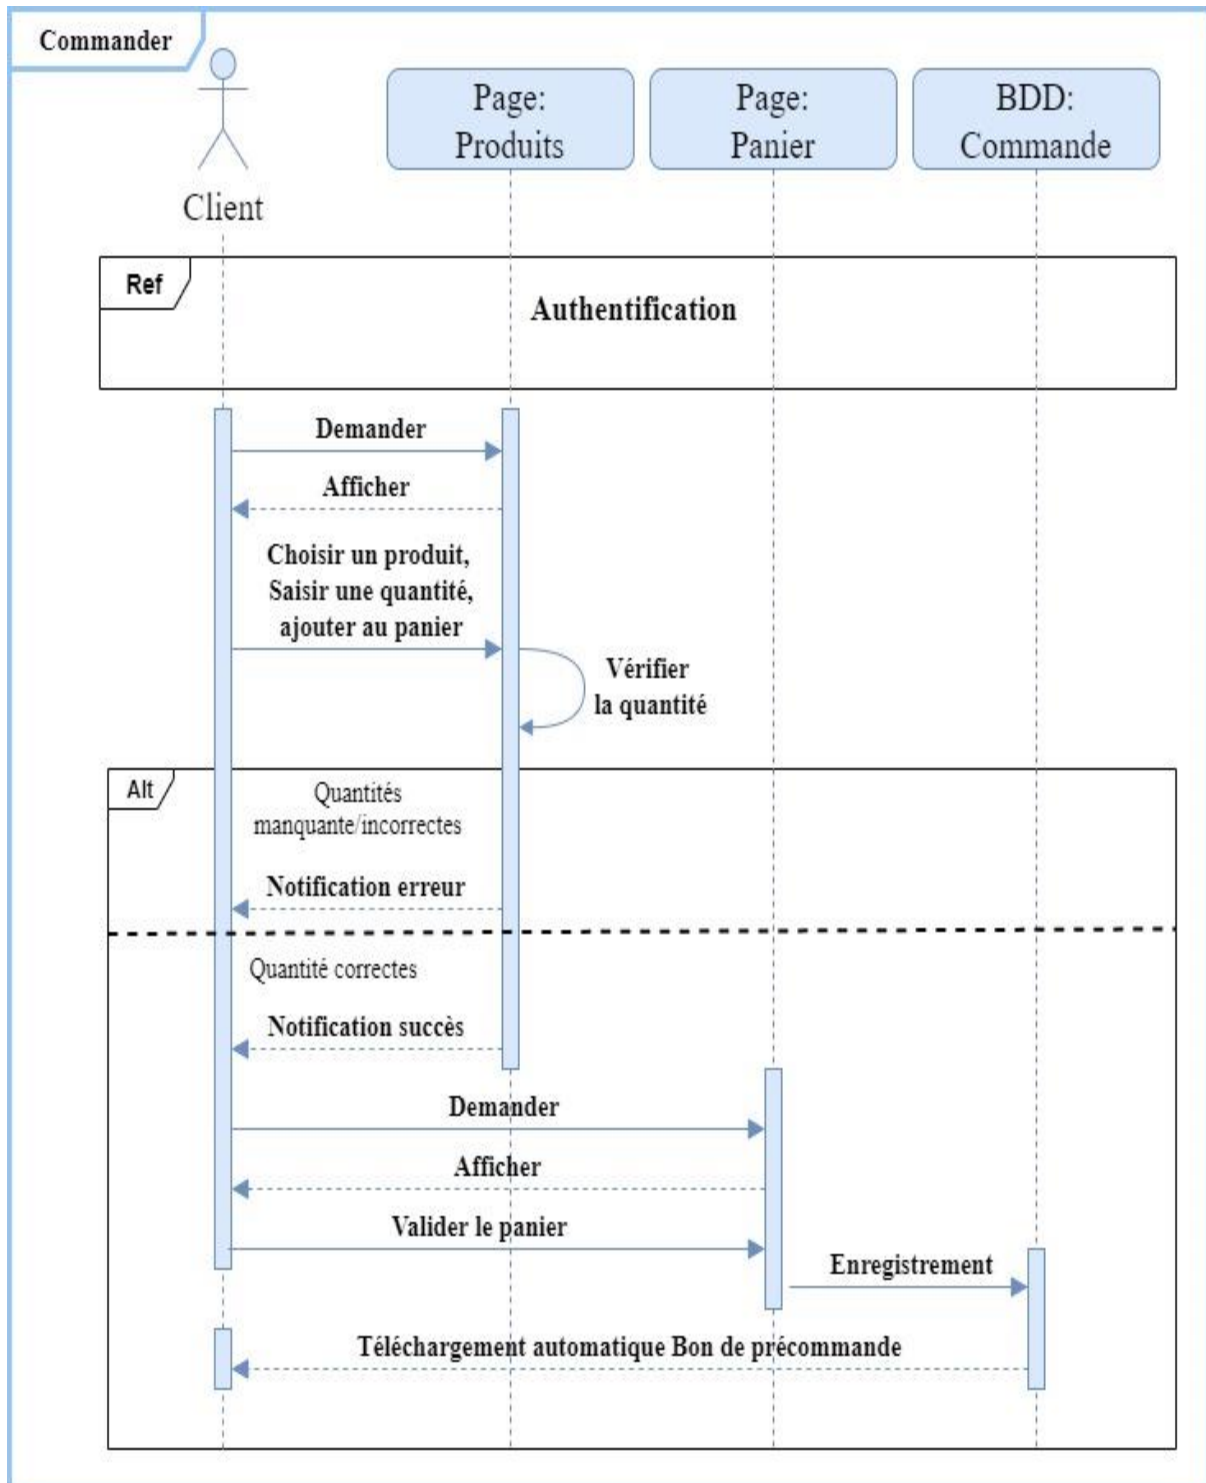 Commander
Page:
Produits
Page:
Panier
BDD:
Commande
Client
Ref
Authentification
Demander
Afficher
Choisir un produit,
Saisir une quantité,
ajouter au panier
Vérifier
la quantité
Alt
Quantités
manquante/incorrectes
Notification erreur
Quantité correctes
Notification succès
Demander
Afficher
Valider le panier
Enregistrement
Téléchargement automatique Bon de précommande